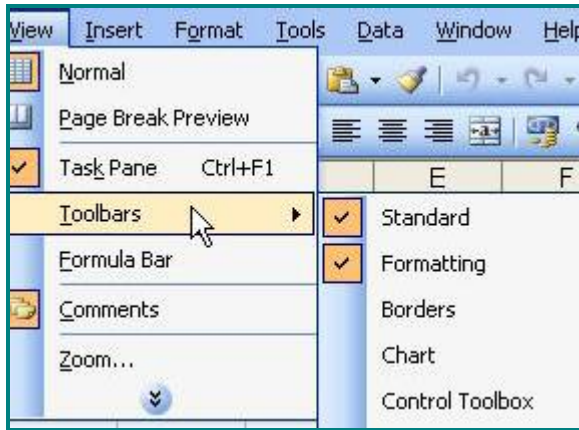 View Insert Format Tools Data Window Help
Normal
Page Break Preview
Task Pane Ctrl+F1
E F
Toolbars
Standard
Formatting
Formula Bar
Borders
Comments
Chart
Zoom...
Control Toolbox